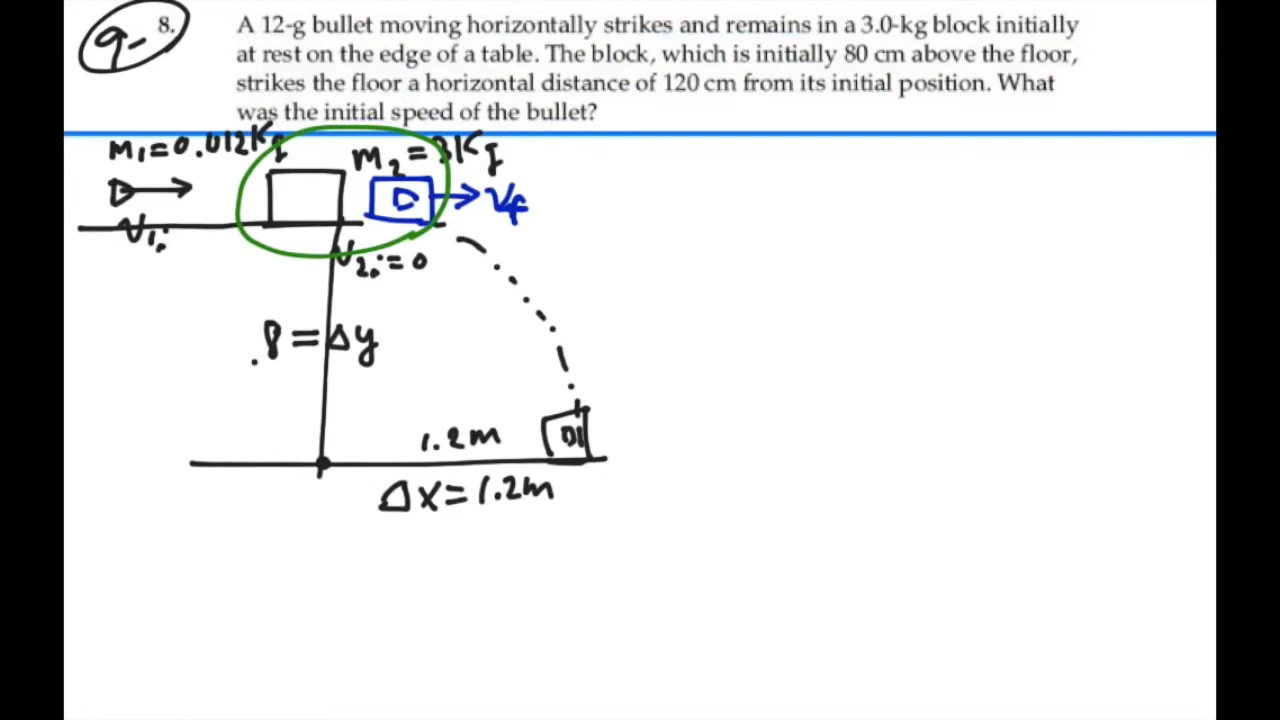 9- 8. A 12-g bullet moving horizontally strikes and remains in a 3.0-kg block initially
at rest on the edge of a table. The block, which is initially 80 cm above the floor,
strikes the floor a horizontal distance of 120 cm from its initial position. What
was the initial speed of the bullet?
M₁=0.012Kg m₂=3Kg
Vf
V₁ᵢ
V₂ᵢ=0
.8=Δy
1.2m
Δx=1.2m